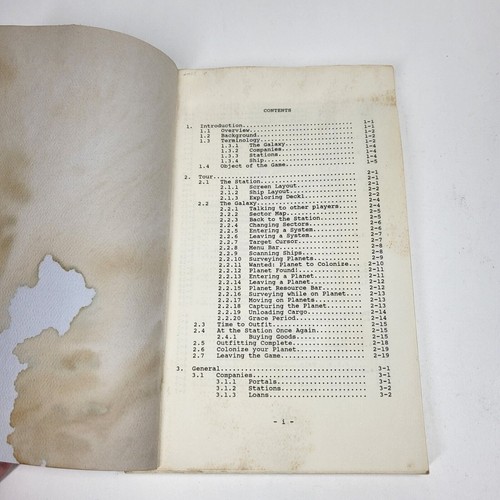 CONTENTS
1. Introduction.............................. 1-1
1.1 Overview.............................. 1-1
1.2 Background.............................. 1-2
1.3 Terminology.............................. 1-2
1.3.1 The Galaxy.............................. 1-4
1.3.2 Companies.............................. 1-4
1.3.3 Stations.............................. 1-4
1.3.4 Ship.............................. 1-4
1.4 Object of the Game.............................. 1-5
2. Tour.............................. 2-1
2.1 The Station.............................. 2-1
2.1.1 Screen Layout.............................. 2-1
2.1.2 Ship Layout.............................. 2-2
2.1.3 Exploring Deck1.............................. 2-2
2.2 The Galaxy.............................. 2-4
2.2.1 Talking to other players.............................. 2-4
2.2.2 Sector Map.............................. 2-4
2.2.3 Back to the Station.............................. 2-5
2.2.4 Changing Sectors.............................. 2-6
2.2.5 Entering a System.............................. 2-6
2.2.6 Leaving a System.............................. 2-7
2.2.7 Target Cursor.............................. 2-7
2.2.8 Menu Bar.............................. 2-8
2.2.9 Scanning Ships.............................. 2-8
2.2.10 Surveying Planets.............................. 2-9
2.2.11 Wanted: Planet to Colonize... 2-10
2.2.12 Planet Found!.............................. 2-11
2.2.13 Entering a Planet.............................. 2-11
2.2.14 Leaving a Planet.............................. 2-11
2.2.15 Planet Resource Bar.............................. 2-12
2.2.16 Surveying while on Planet.... 2-13
2.2.17 Moving on Planets.............................. 2-13
2.2.18 Capturing the Planet.............................. 2-13
2.2.19 Unloading Cargo.............................. 2-14
2.2.20 Grace Period.............................. 2-14
2.3 Time to Outfit.............................. 2-15
2.4 At the Station Once Again.............................. 2-15
2.4.1 Buying Goods.............................. 2-15
2.5 Outfitting Complete.............................. 2-18
2.6 Colonize your Planet.............................. 2-19
2.7 Leaving the Game.............................. 2-19
3. General.............................. 3-1
3.1 Companies.............................. 3-1
3.1.1 Portals.............................. 3-1
3.1.2 Stations.............................. 3-2
3.1.3 Loans.............................. 3-2
- i -